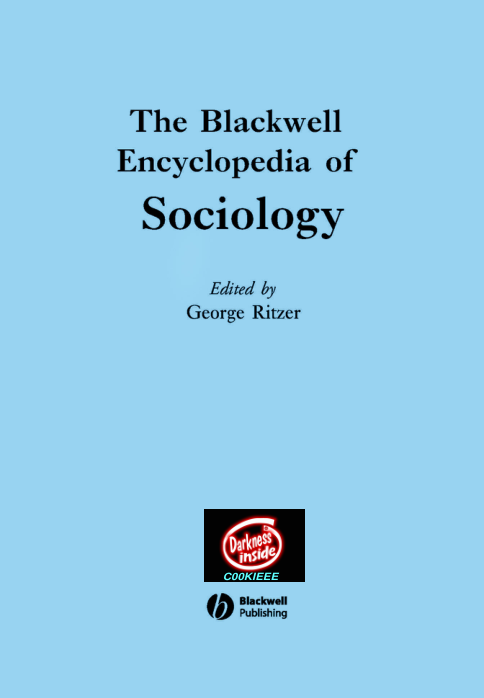 The Blackwell
Encyclopedia of
Sociology
Edited by
George Ritzer
Darkness
inside
C00KIEEE
b
Blackwell
Publishing